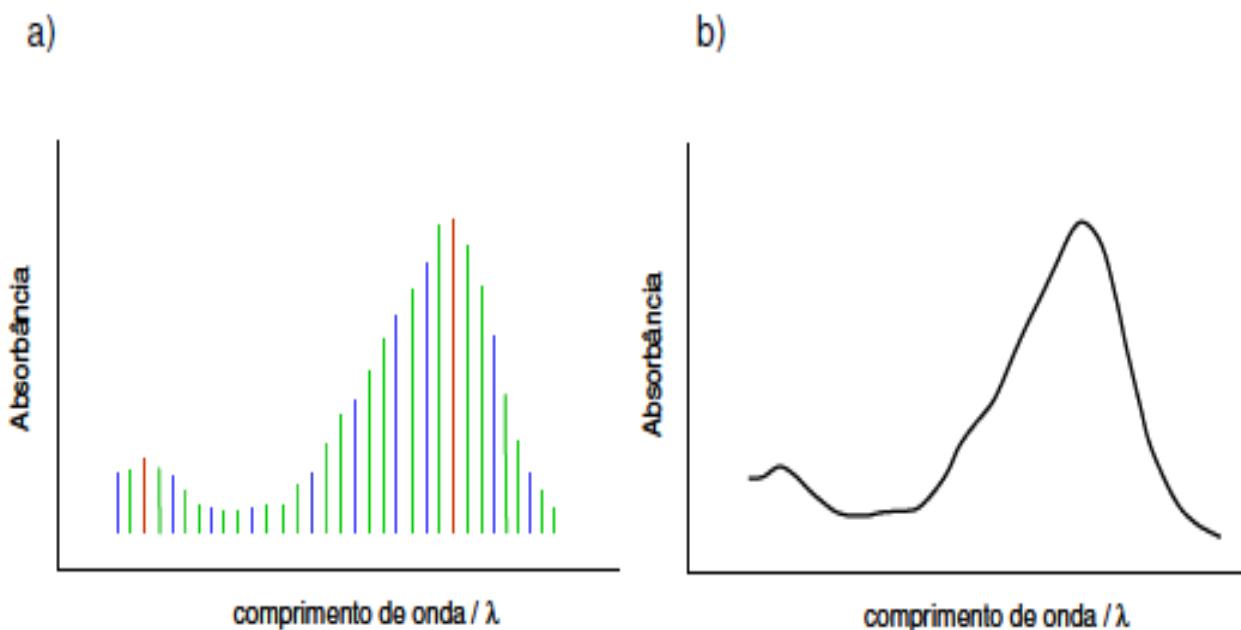 a)
b)
Absorbância
comprimento de onda / λ
Absorbância
comprimento de onda / λ